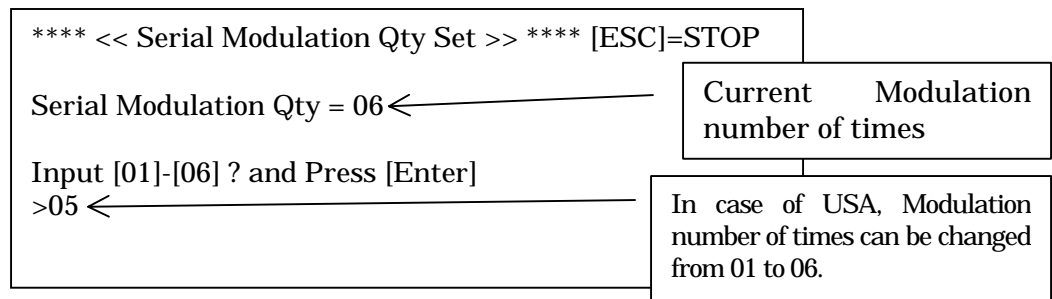 **** << Serial Modulation Qty Set >> **** [ESC]=STOP
Serial Modulation Qty = 06
Current Modulation
number of times
Input [01]-[06] ? and Press [Enter]
>05
In case of USA, Modulation
number of times can be changed
from 01 to 06.